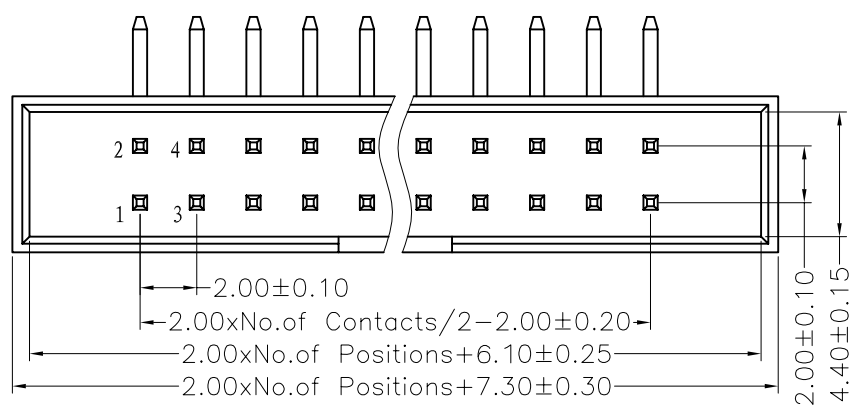 2 4
1 3
2.00±0.10
2.00xNo.of Contacts/2-2.00±0.20
2.00xNo.of Positions+6.10±0.25
2.00xNo.of Positions+7.30±0.30
2.00±0.10
4.40±0.15